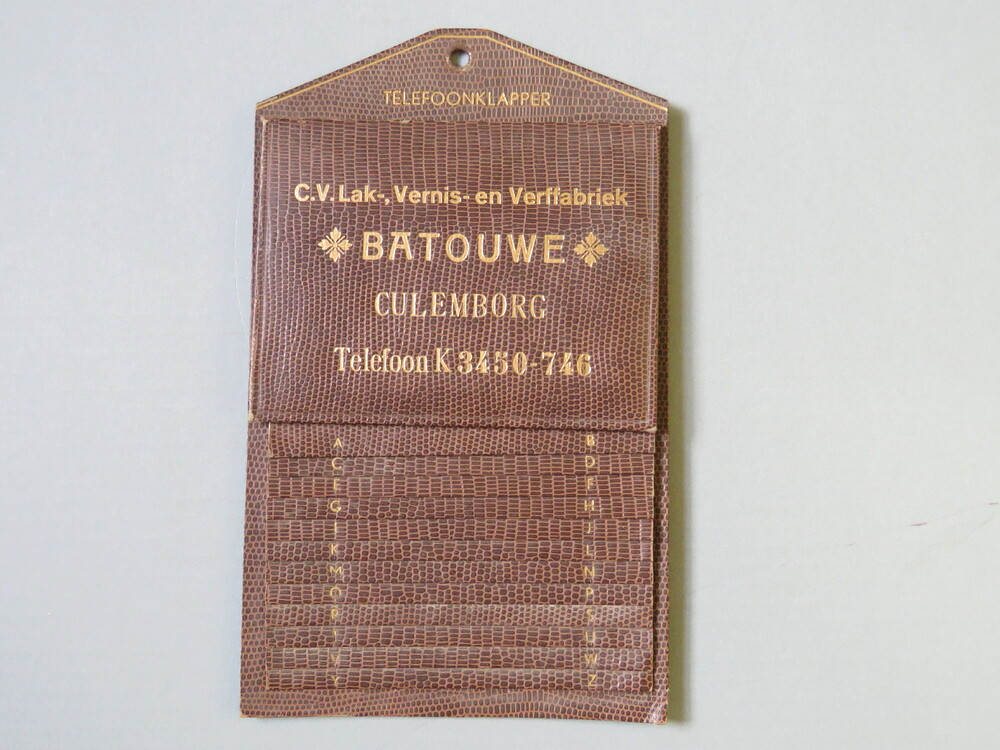 TELEFOONKLAPPER
C.V. Lak-, Vernis- en Verffabriek
BATOUWE
CULEMBORG
Telefoon K 3450-746
A B
C D
E F
G H
I J
K L
M N
O P
R S
T U
V W
Y Z